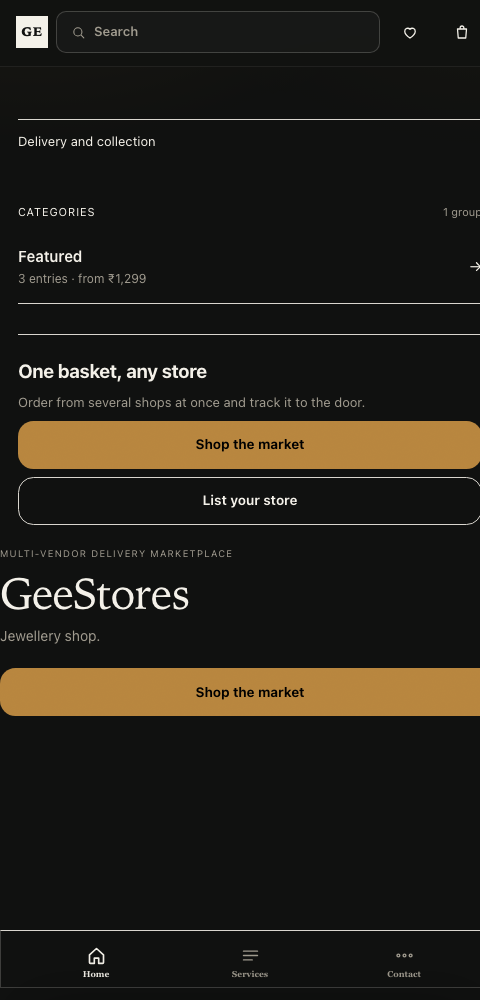 GE
Search
Delivery and collection
CATEGORIES
1 group
Featured
3 entries · from ₹1,299
One basket, any store
Order from several shops at once and track it to the door.
Shop the market
List your store
MULTI-VENDOR DELIVERY MARKETPLACE
GeeStores
Jewellery shop.
Shop the market
Home
Services
Contact